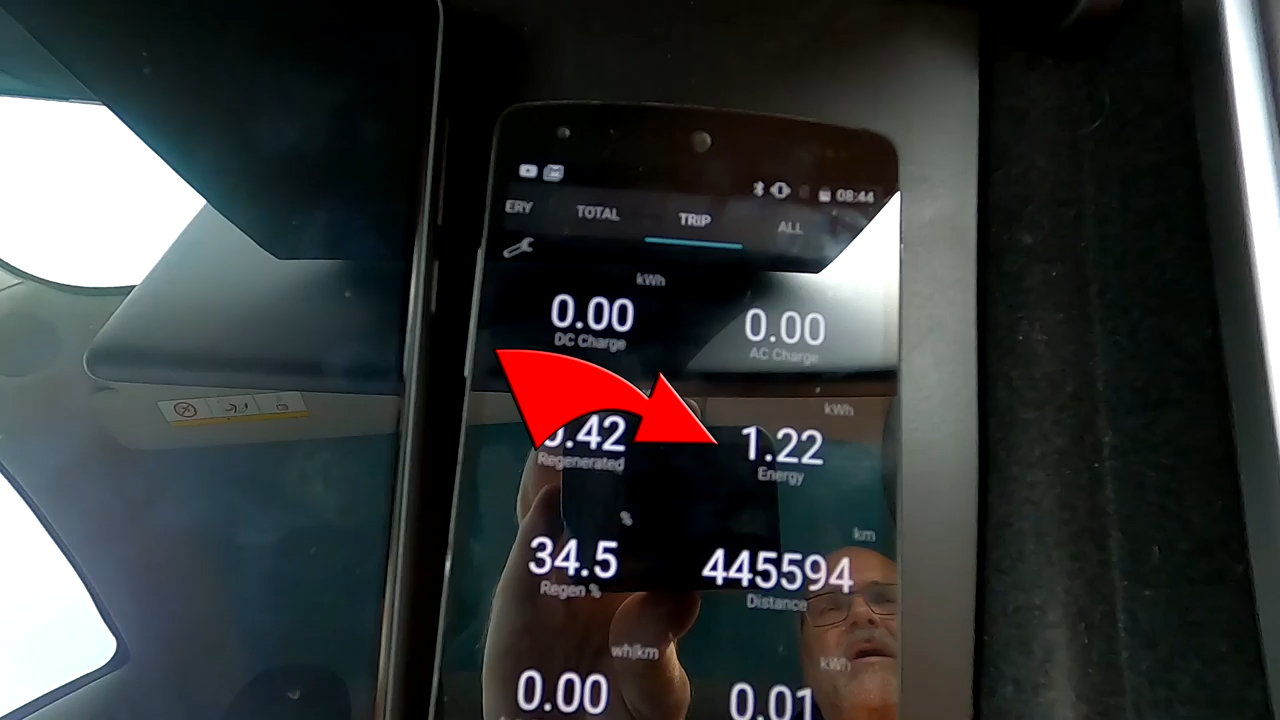 08:44
ERY TOTAL TRIP ALL
kWh
0.00 0.00
DC Charge AC Charge
kWh
.42 1.22
Regenerated Energy
% km
34.5 445594
Regen % Distance
wh|km kWh
0.00 0.01